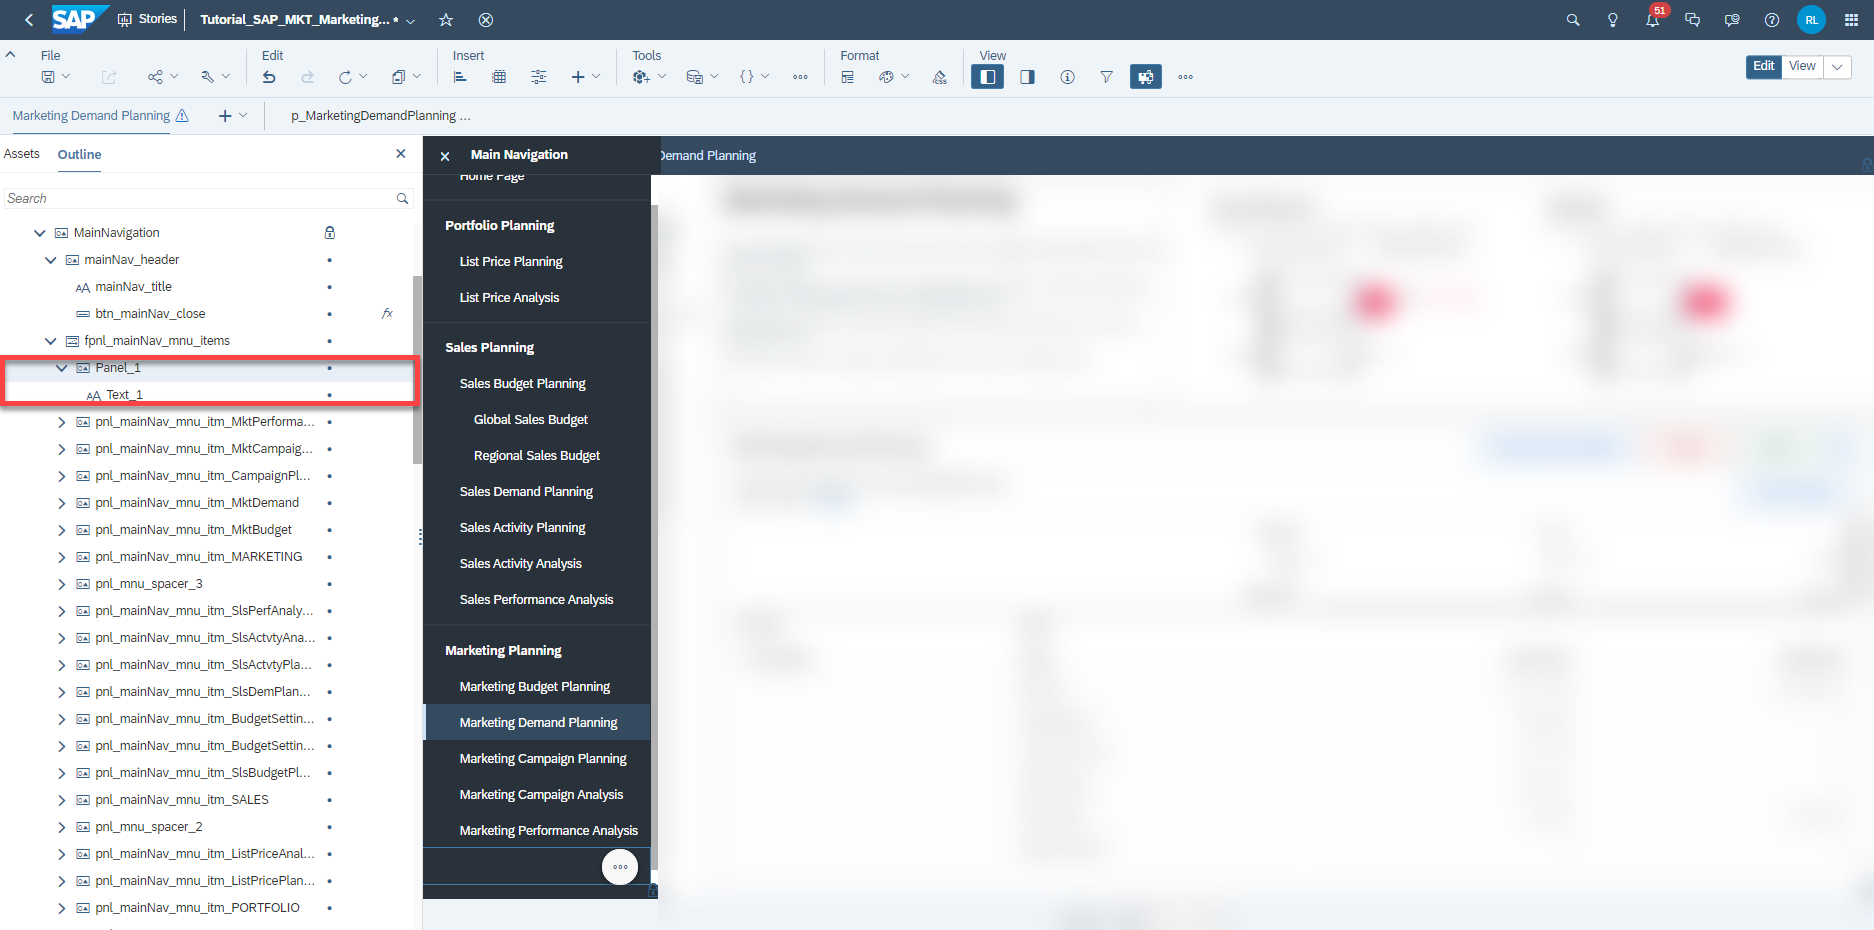 SAP Stories Tutorial_SAP_MKT_Marketing... * 51 RL
File Edit Insert Tools Format View
Edit View
Marketing Demand Planning p_MarketingDemandPlanning ...
Assets Outline
Search
MainNavigation
mainNav_header
mainNav_title
btn_mainNav_close fx
fpnl_mainNav_mnu_items
Panel_1
Text_1
pnl_mainNav_mnu_itm_MktPerforma...
pnl_mainNav_mnu_itm_MktCampaig...
pnl_mainNav_mnu_itm_CampaignPl...
pnl_mainNav_mnu_itm_MktDemand
pnl_mainNav_mnu_itm_MktBudget
pnl_mainNav_mnu_itm_MARKETING
pnl_mnu_spacer_3
pnl_mainNav_mnu_itm_SlsPerfAnaly...
pnl_mainNav_mnu_itm_SlsActvtyAna...
pnl_mainNav_mnu_itm_SlsActvtyPla...
pnl_mainNav_mnu_itm_SlsDemPlan...
pnl_mainNav_mnu_itm_BudgetSettin...
pnl_mainNav_mnu_itm_BudgetSettin...
pnl_mainNav_mnu_itm_SlsBudgetPl...
pnl_mainNav_mnu_itm_SALES
pnl_mnu_spacer_2
pnl_mainNav_mnu_itm_ListPriceAnal...
pnl_mainNav_mnu_itm_ListPricePlan...
pnl_mainNav_mnu_itm_PORTFOLIO
Main Navigation
Demand Planning
Home Page
Portfolio Planning
List Price Planning
List Price Analysis
Sales Planning
Sales Budget Planning
Global Sales Budget
Regional Sales Budget
Sales Demand Planning
Sales Activity Planning
Sales Activity Analysis
Sales Performance Analysis
Marketing Planning
Marketing Budget Planning
Marketing Demand Planning
Marketing Campaign Planning
Marketing Campaign Analysis
Marketing Performance Analysis